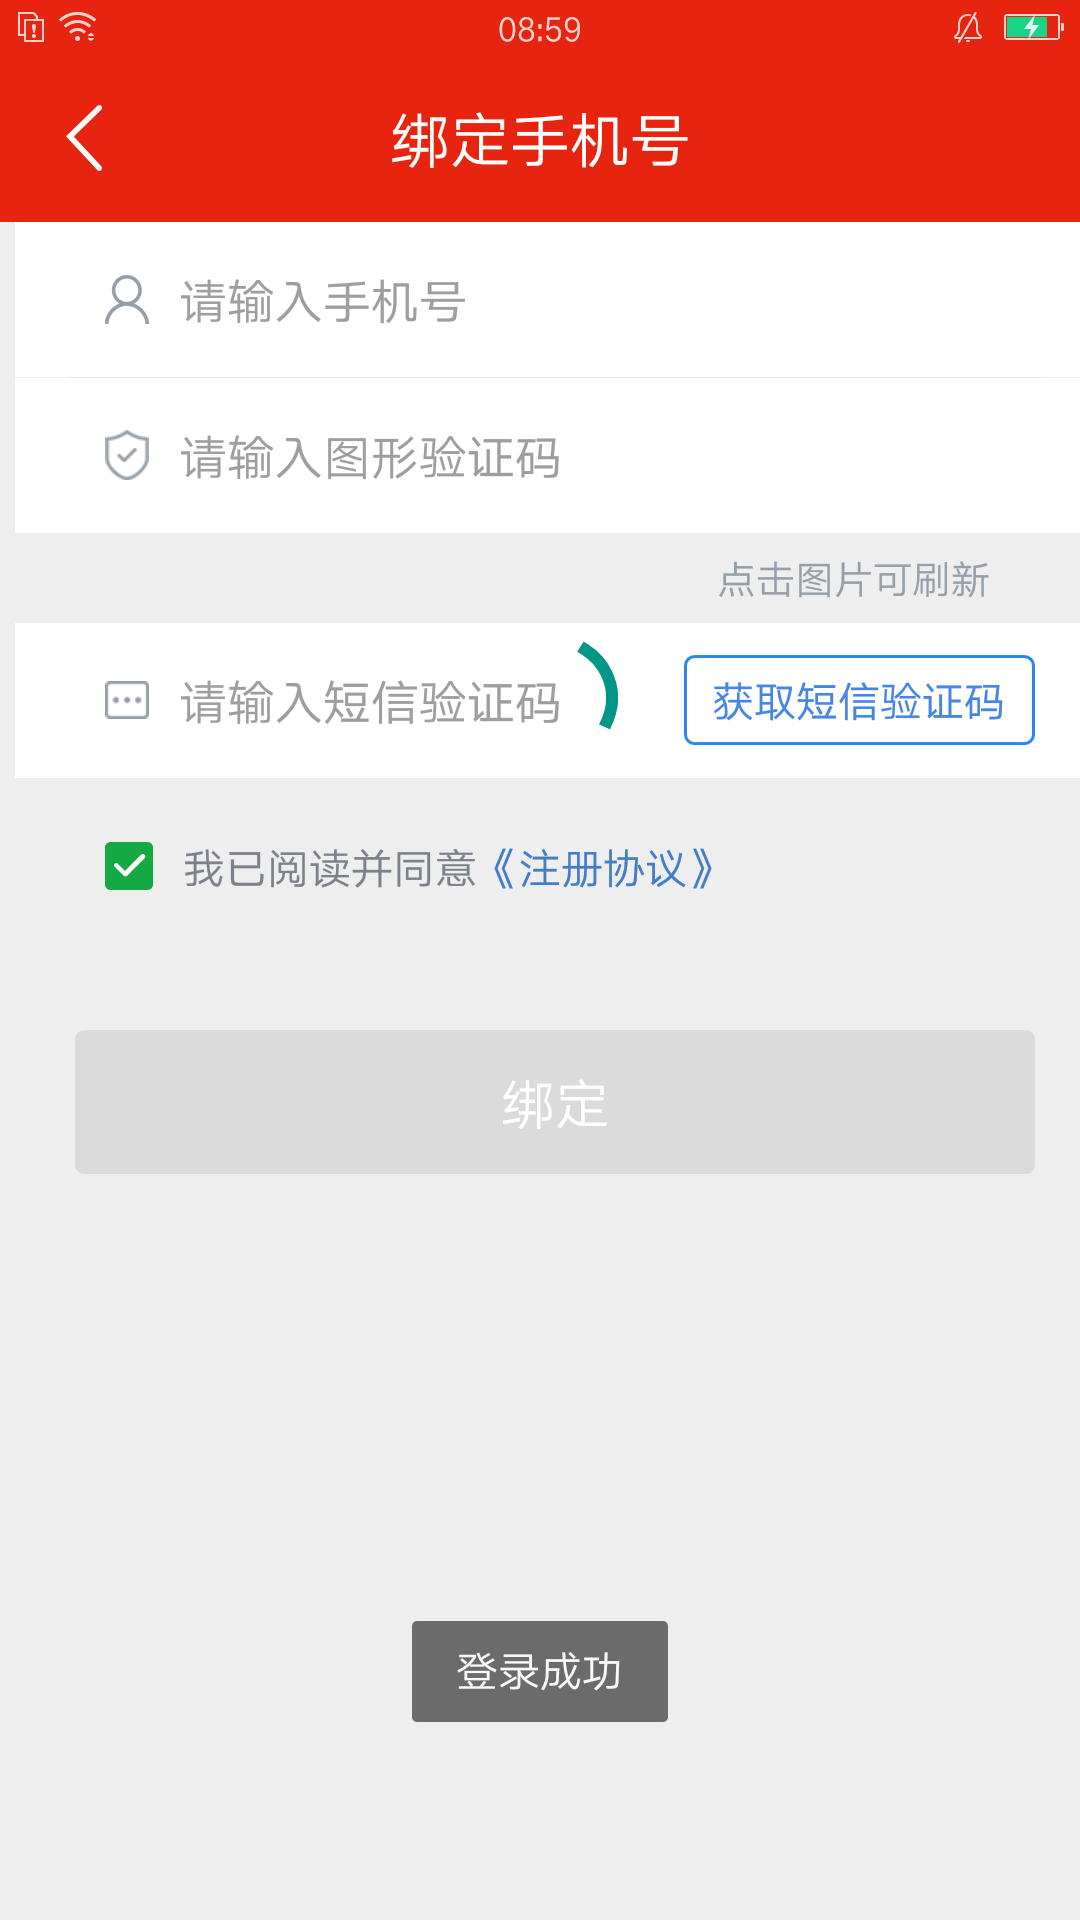 08:59
绑定手机号
请输入手机号
请输入图形验证码
点击图片可刷新
请输入短信验证码
获取短信验证码
我已阅读并同意《注册协议》
绑定
登录成功